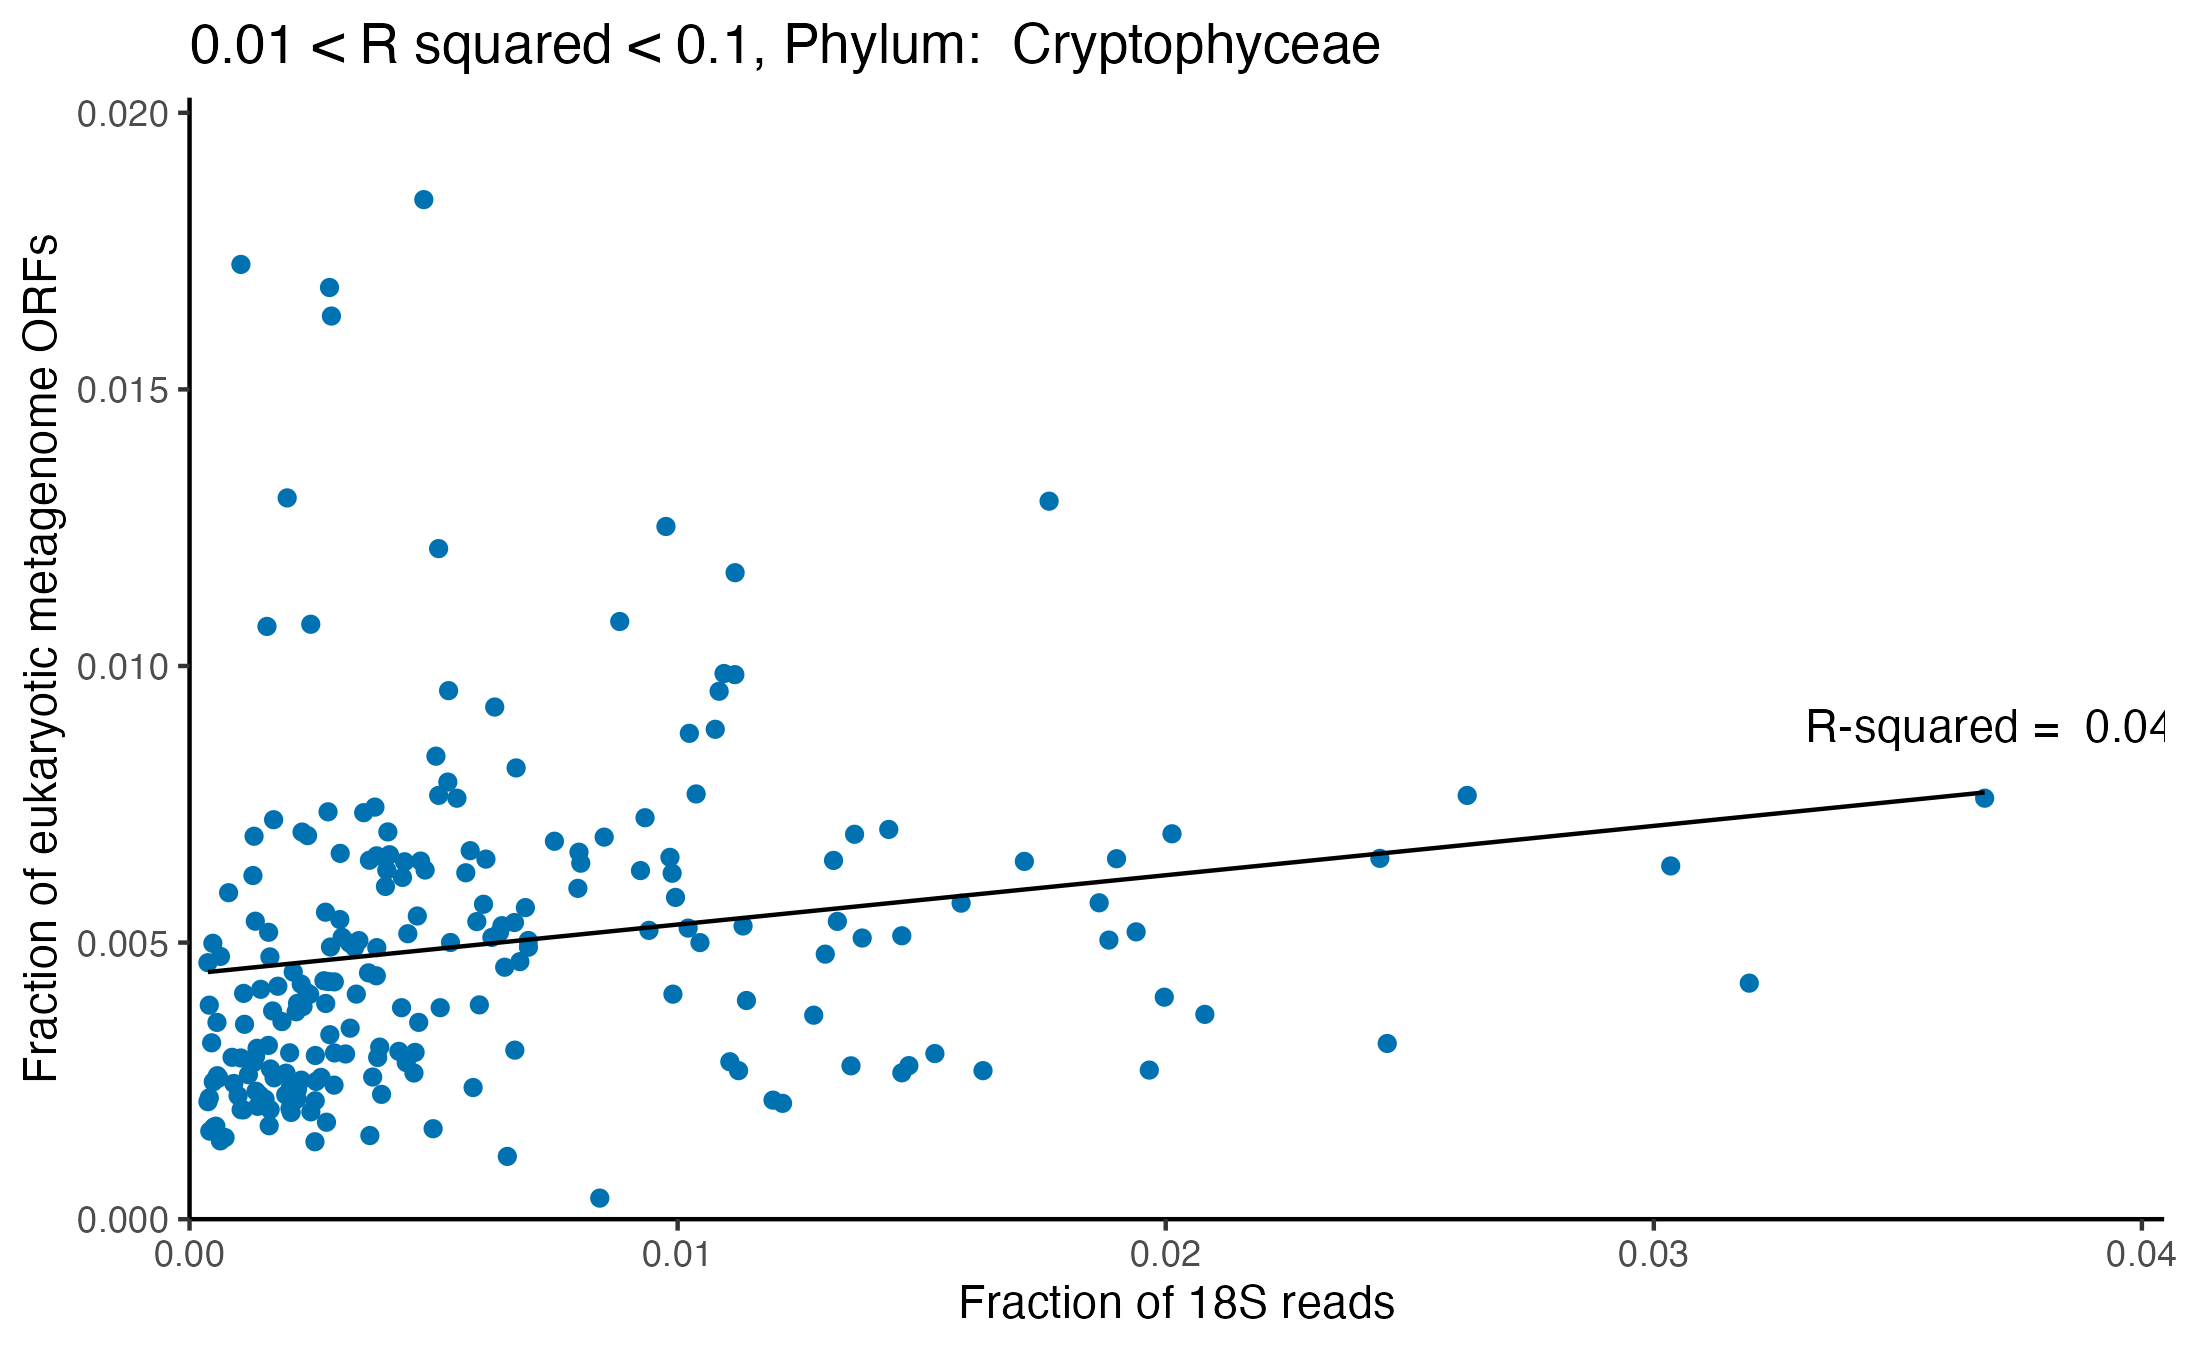 0.01 < R squared < 0.1, Phylum:  Cryptophyceae
0.020
0.015
0.010
0.005
0.000
Fraction of eukaryotic metagenome ORFs
R-squared =  0.04
0.00 0.01 0.02 0.03 0.04
Fraction of 18S reads